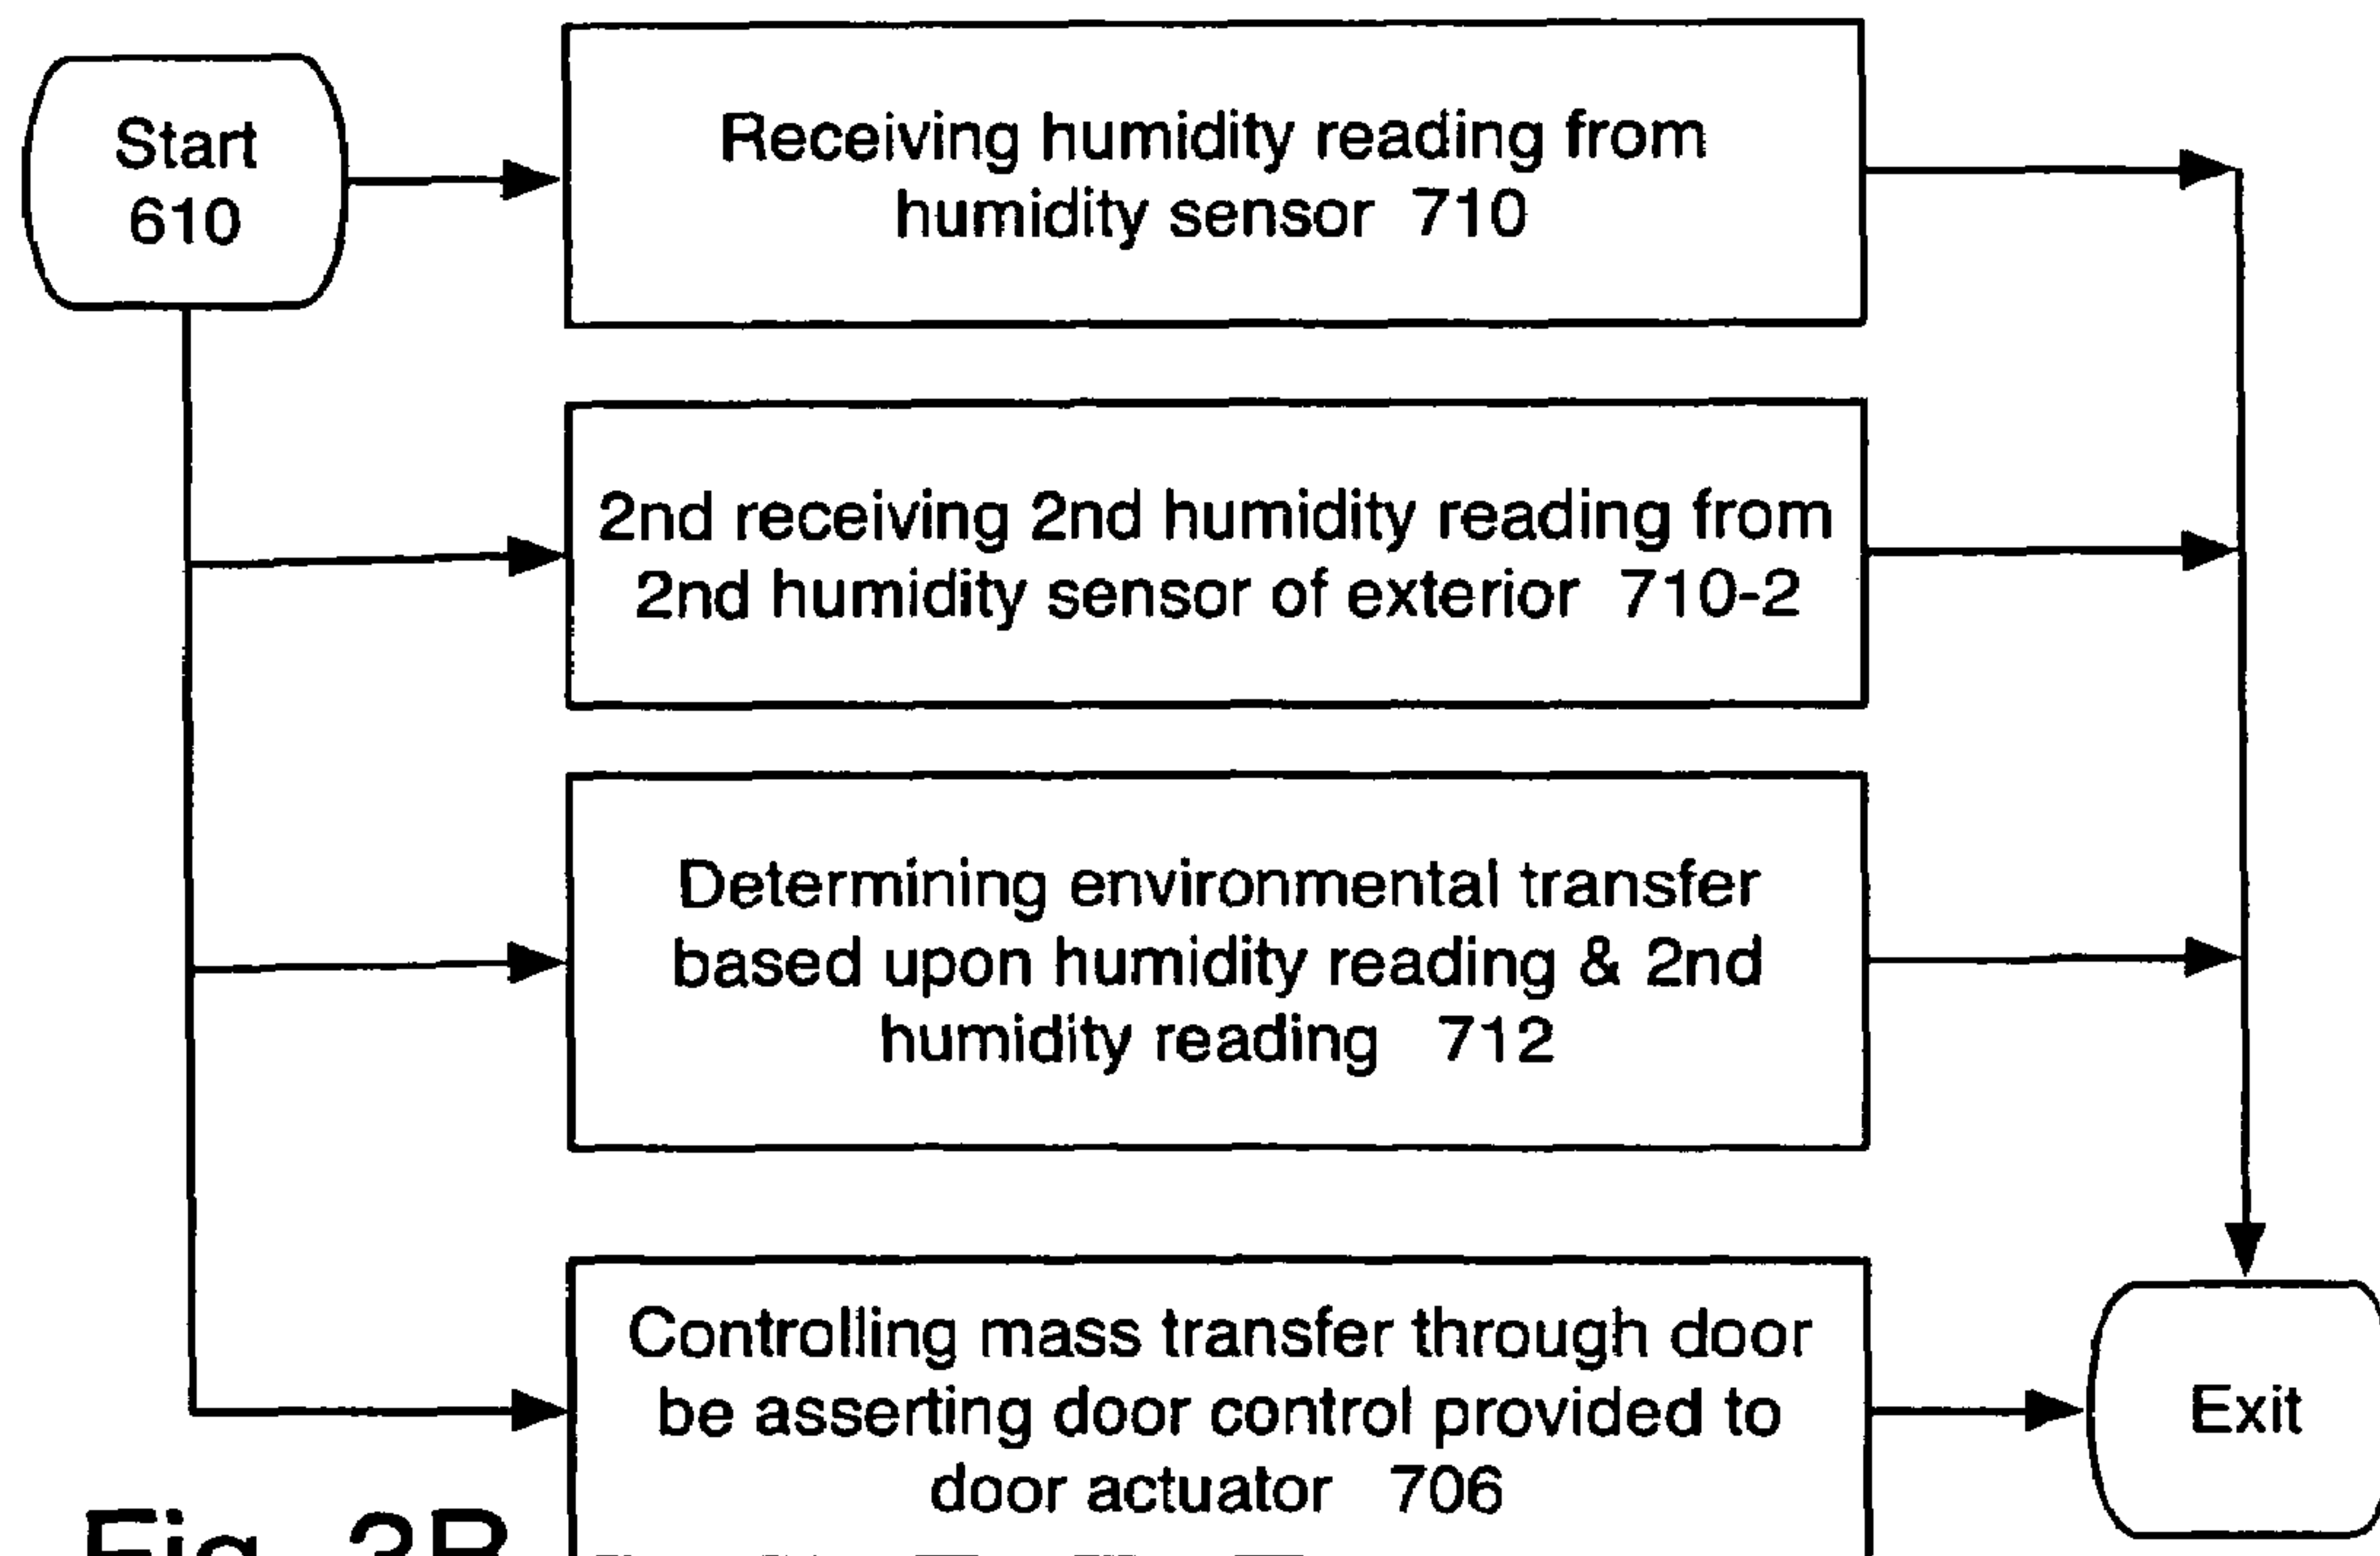 Start
610
Receiving humidity reading from
humidity sensor 710
2nd receiving 2nd humidity reading from
2nd humidity sensor of exterior 710-2
Determining environmental transfer
based upon humidity reading & 2nd
humidity reading 712
Controlling mass transfer through door
be asserting door control provided to
door actuator 706
Exit
Fig. 3B